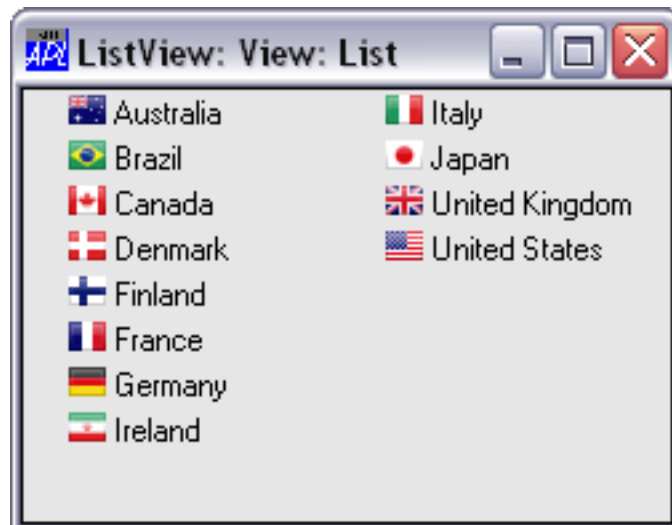 ListView: View: List
Australia
Brazil
Canada
Denmark
Finland
France
Germany
Ireland
Italy
Japan
United Kingdom
United States